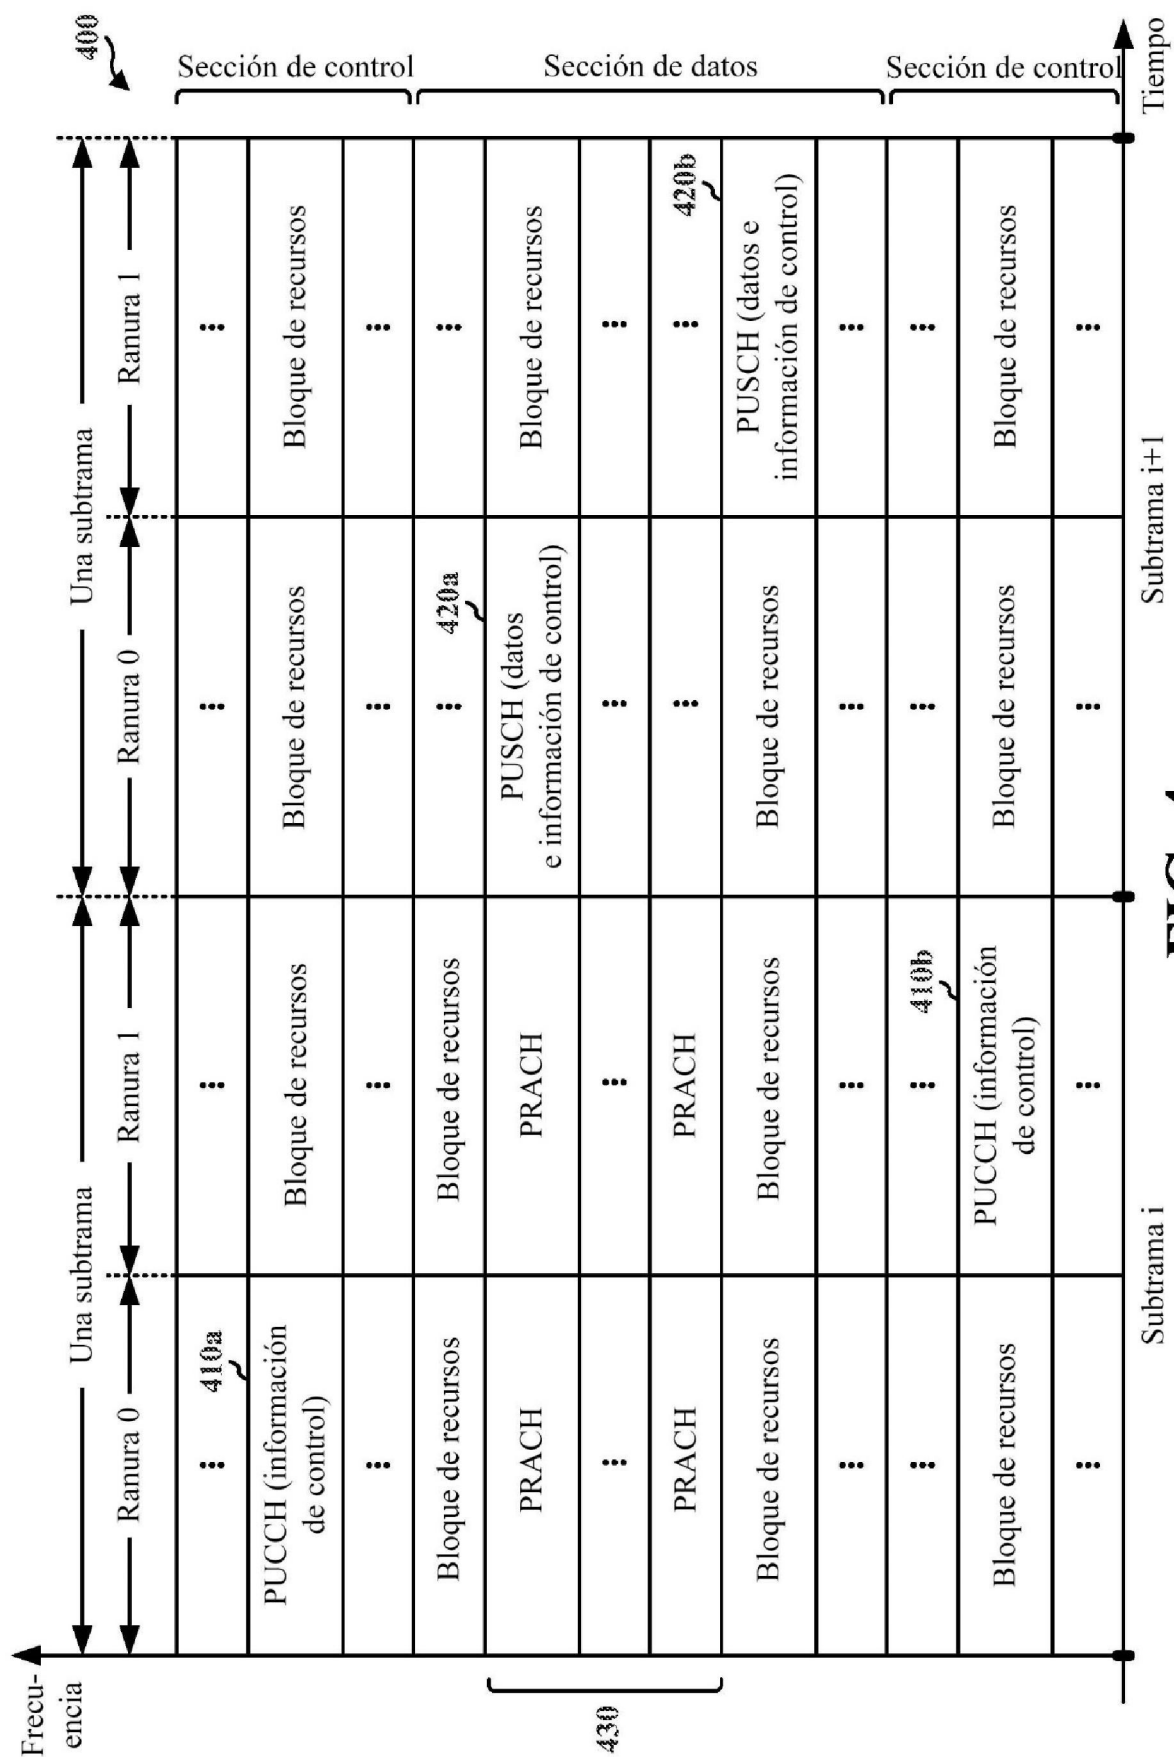 400
Frecu-
encia
Una subtrama
Una subtrama
Ranura 0
Ranura 1
Ranura 0
Ranura 1
Sección de control
Sección de datos
Sección de control
...
410a
...
...
...
PUCCH (información
de control)
Bloque de recursos
Bloque de recursos
Bloque de recursos
...
...
...
...
Bloque de recursos
Bloque de recursos
...
420a
...
430
PRACH
PRACH
PUSCH (datos
e información de control)
Bloque de recursos
...
...
...
...
PRACH
PRACH
...
...
420b
Bloque de recursos
Bloque de recursos
Bloque de recursos
PUSCH (datos e
información de control)
...
...
...
...
...
...
410b
...
...
Bloque de recursos
PUCCH (información
de control)
Bloque de recursos
Bloque de recursos
...
...
...
...
Subtrama i
Subtrama i+1
Tiempo
FIG. 4